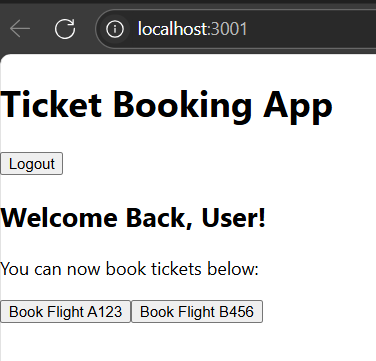 localhost:3001
Ticket Booking App
Logout
Welcome Back, User!
You can now book tickets below:
Book Flight A123 Book Flight B456